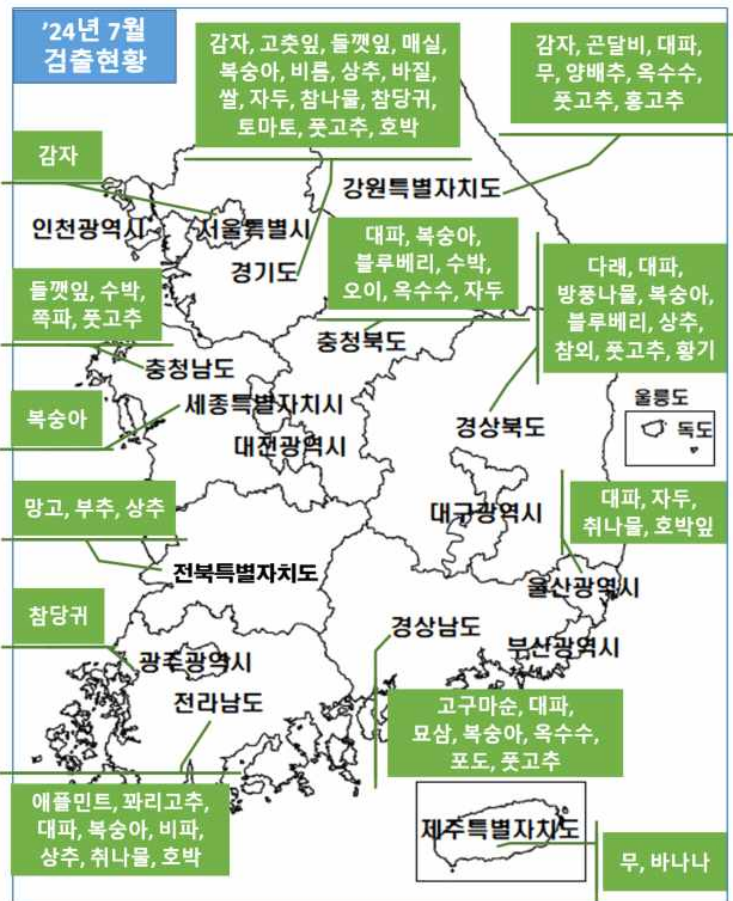 ’24년 7월
검출현황
감자, 고춧잎, 들깻잎, 매실,
복숭아, 비름, 상추, 바질,
쌀, 자두, 참나물, 참당귀,
토마토, 풋고추, 호박
감자, 곤달비, 대파,
무, 양배추, 옥수수,
풋고추, 홍고추
감자
강원특별자치도
인천광역시
서울특별시
경기도
대파, 복숭아,
블루베리, 수박,
오이, 옥수수, 자두
다래, 대파,
방풍나물, 복숭아,
블루베리, 상추,
참외, 풋고추, 황기
들깻잎, 수박,
쪽파, 풋고추
충청북도
충청남도
세종특별자치시
복숭아
대전광역시
경상북도
울릉도
독도
망고, 부추, 상추
대구광역시
대파, 자두,
취나물, 호박잎
전북특별자치도
울산광역시
참당귀
경상남도
부산광역시
광주광역시
전라남도
고구마순, 대파,
묘삼, 복숭아, 옥수수,
포도, 풋고추
애플민트, 꽈리고추,
대파, 복숭아, 비파,
상추, 취나물, 호박
제주특별자치도
무, 바나나